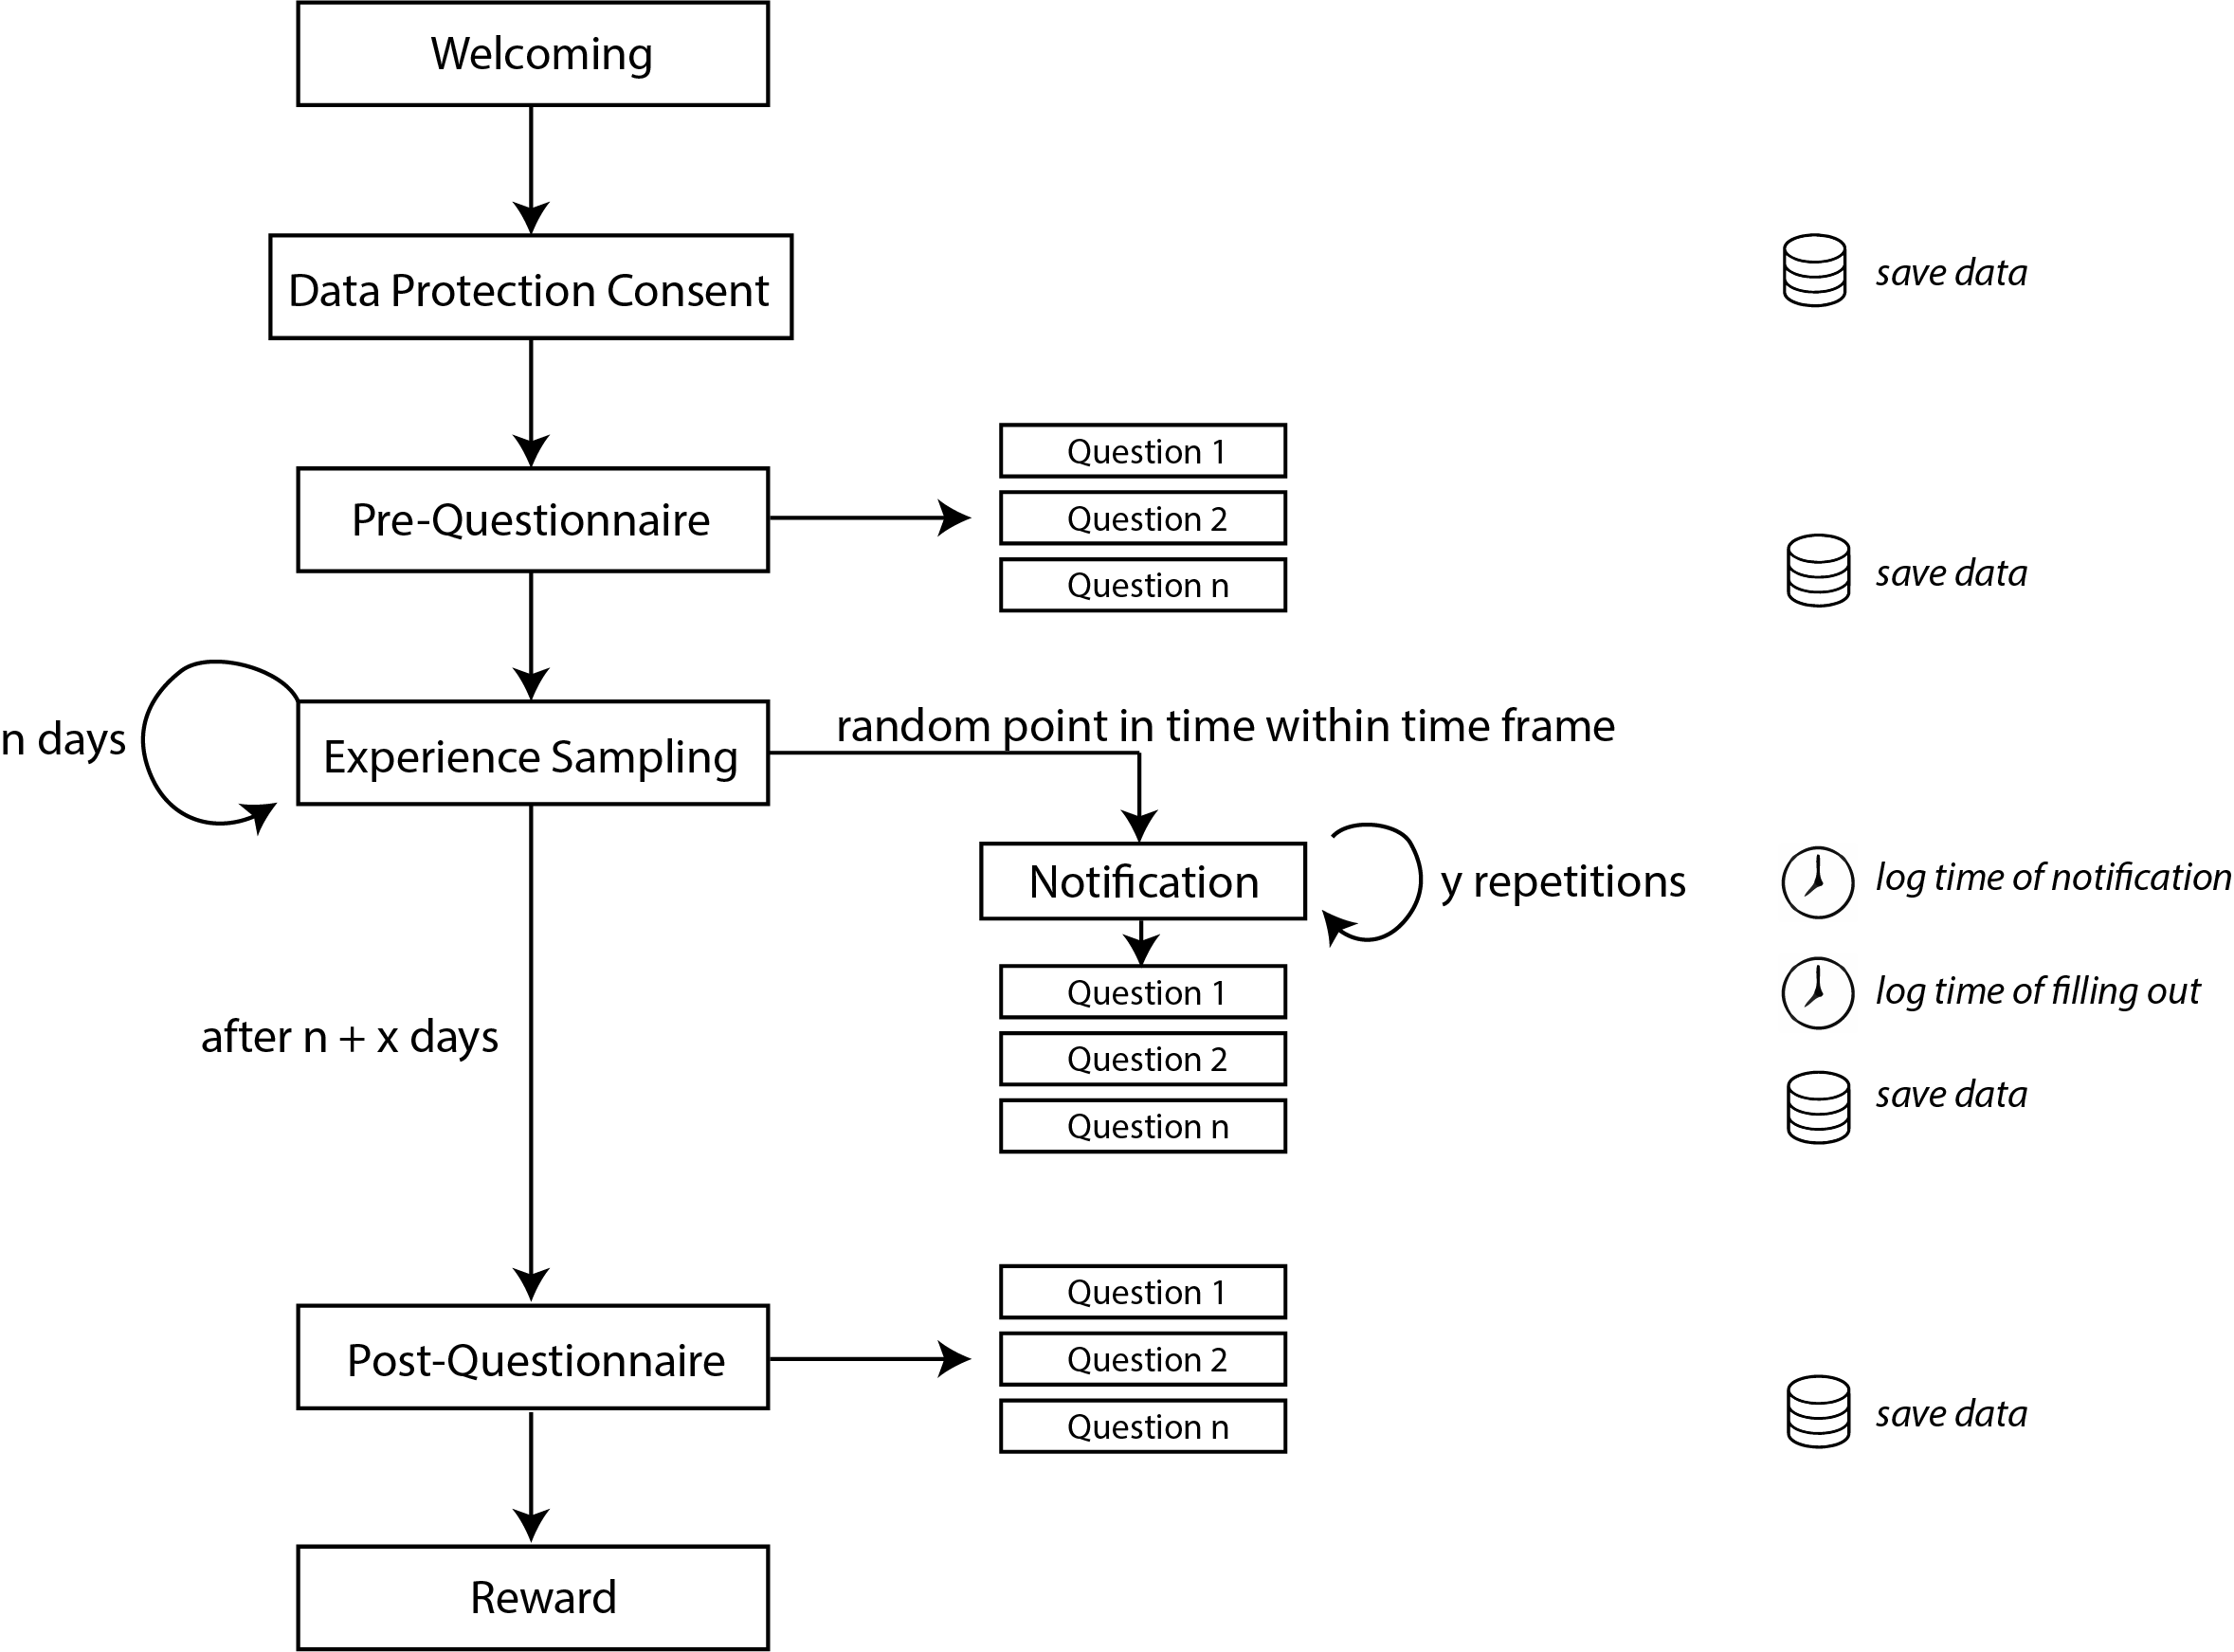 Welcoming
Data Protection Consent
save data
Pre-Questionnaire
Question 1
Question 2
Question n
save data
n days
Experience Sampling
random point in time within time frame
Notification
y repetitions
log time of notification
Question 1
Question 2
Question n
log time of filling out
save data
after n + x days
Post-Questionnaire
Question 1
Question 2
Question n
save data
Reward